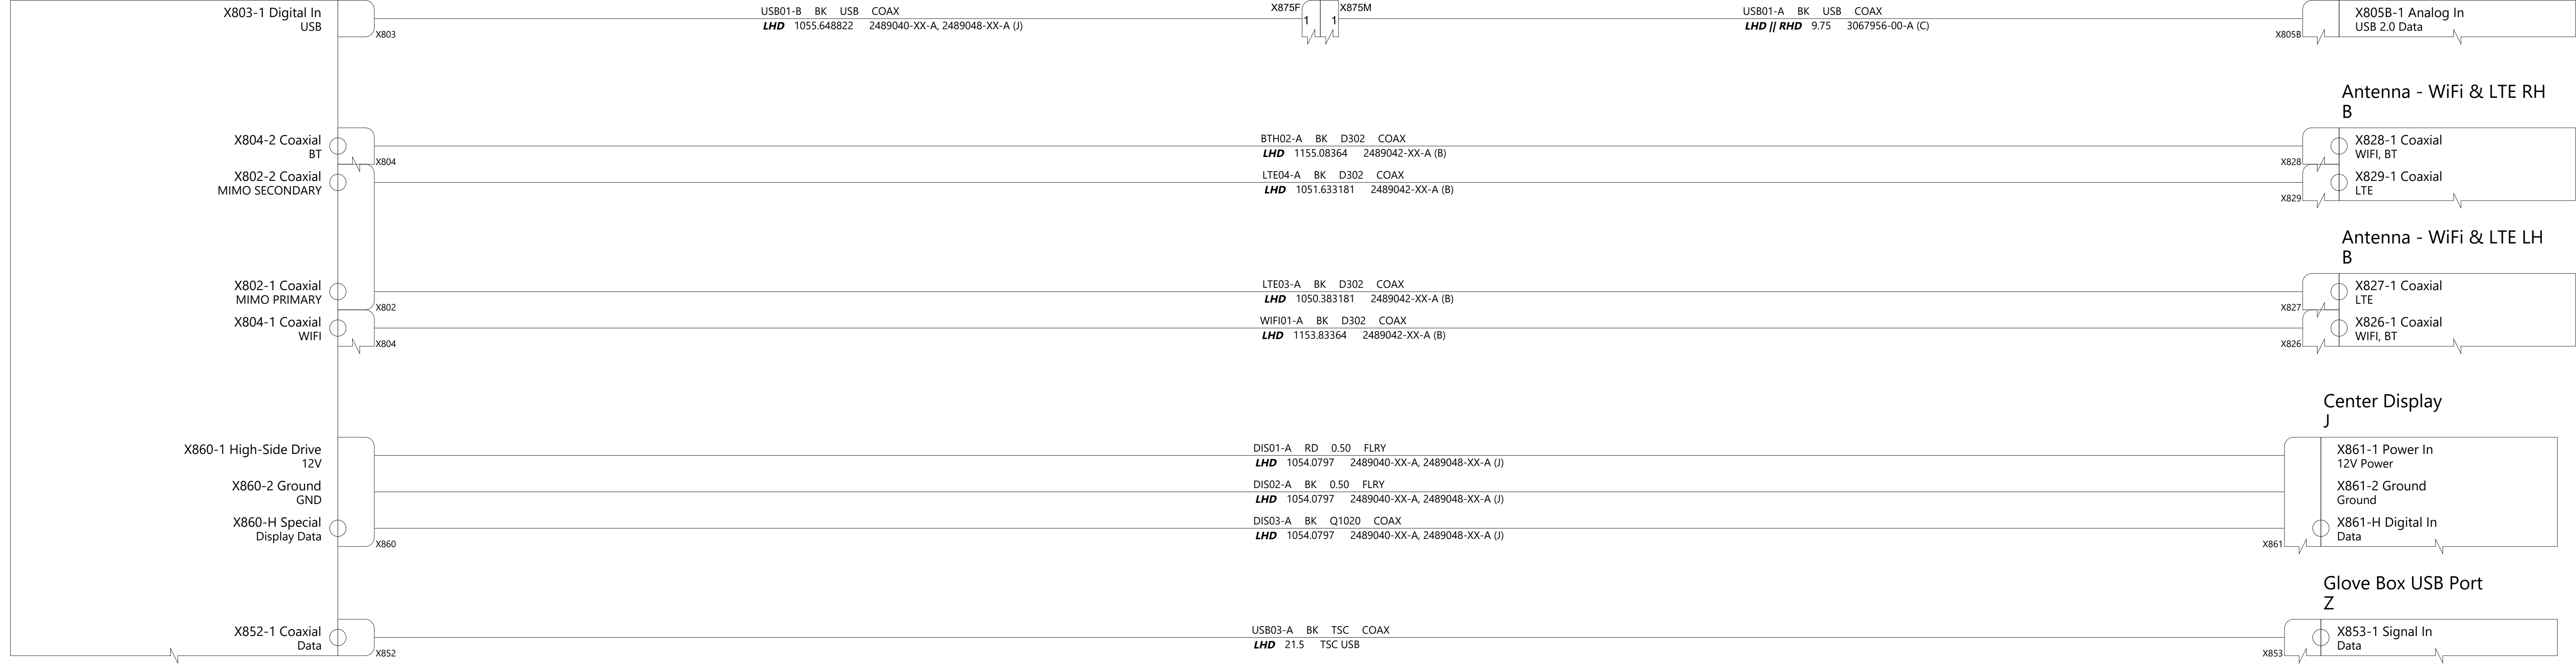 X803-1 Digital In
USB
X803
USB01-B BK USB COAX
LHD 1055.648822 2489040-XX-A, 2489048-XX-A (J)
X875F
X875M
1
1
USB01-A BK USB COAX
LHD || RHD 9.75 3067956-00-A (C)
X805B
X805B-1 Analog In
USB 2.0 Data
Antenna - WiFi & LTE RH
B
X804-2 Coaxial
BT
X804
BTH02-A BK D302 COAX
LHD 1155.08364 2489042-XX-A (B)
X828
X828-1 Coaxial
WIFI, BT
X802-2 Coaxial
MIMO SECONDARY
LTE04-A BK D302 COAX
LHD 1051.633181 2489042-XX-A (B)
X829
X829-1 Coaxial
LTE
Antenna - WiFi & LTE LH
B
X802-1 Coaxial
MIMO PRIMARY
X802
LTE03-A BK D302 COAX
LHD 1050.383181 2489042-XX-A (B)
X827
X827-1 Coaxial
LTE
X804-1 Coaxial
WIFI
X804
WIFI01-A BK D302 COAX
LHD 1153.83364 2489042-XX-A (B)
X826
X826-1 Coaxial
WIFI, BT
Center Display
J
X860-1 High-Side Drive
12V
DIS01-A RD 0.50 FLRY
LHD 1054.0797 2489040-XX-A, 2489048-XX-A (J)
X861-1 Power In
12V Power
X860-2 Ground
GND
DIS02-A BK 0.50 FLRY
LHD 1054.0797 2489040-XX-A, 2489048-XX-A (J)
X861-2 Ground
Ground
X860-H Special
Display Data
X860
DIS03-A BK Q1020 COAX
LHD 1054.0797 2489040-XX-A, 2489048-XX-A (J)
X861
X861-H Digital In
Data
Glove Box USB Port
Z
X852-1 Coaxial
Data
X852
USB03-A BK TSC COAX
LHD 21.5 TSC USB
X853
X853-1 Signal In
Data